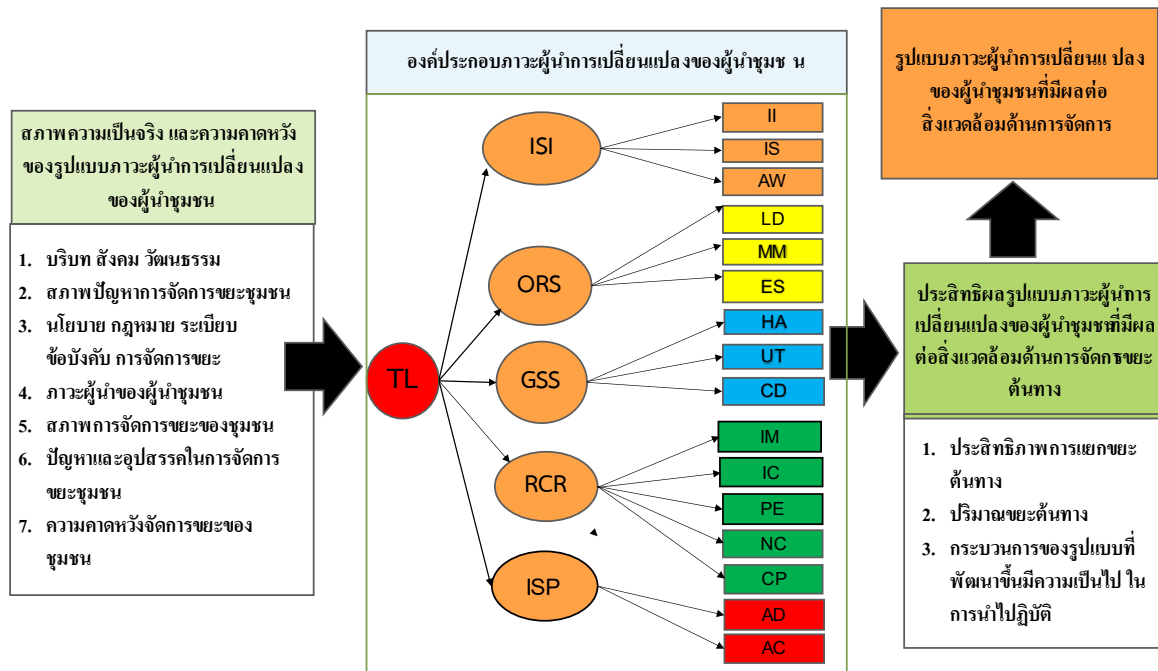 สภาพความเป็นจริง และความคาดหวัง
ของรูปแบบภาวะผู้นำการเปลี่ยนแปลง
ของผู้นำชุมชน
1. บริบท สังคม วัฒนธรรม
2. สภาพปัญหาการจัดการขยะชุมชน
3. นโยบาย กฎหมาย ระเบียบ
ข้อบังคับ การจัดการขยะ
4. ภาวะผู้นำของผู้นำชุมชน
5. สภาพการจัดการขยะของชุมชน
6. ปัญหาและอุปสรรคในการจัดการ
ขยะชุมชน
7. ความคาดหวังจัดการขยะของ
ชุมชน
องค์ประกอบภาวะผู้นำการเปลี่ยนแปลงของผู้นำชุมช น
TL
ISI
ORS
GSS
RCR
ISP
II
IS
AW
LD
MM
ES
HA
UT
CD
IM
IC
PE
NC
CP
AD
AC
รูปแบบภาวะผู้นำการเปลี่ยนแ ปลง
ของผู้นำชุมชนที่มีผลต่อ
สิ่งแวดล้อมด้านการจัดการ
ประสิทธิผลรูปแบบภาวะผู้นำการ
เปลี่ยนแปลงของผู้นำชุมชนที่มีผล
ต่อสิ่งแวดล้อมด้านการจัดการขยะ
ต้นทาง
1. ประสิทธิภาพการแยกขยะ
ต้นทาง
2. ปริมาณขยะต้นทาง
3. กระบวนการของรูปแบบที่
พัฒนาขึ้นมีความเป็นไป ใน
การนำไปฏิบัติ